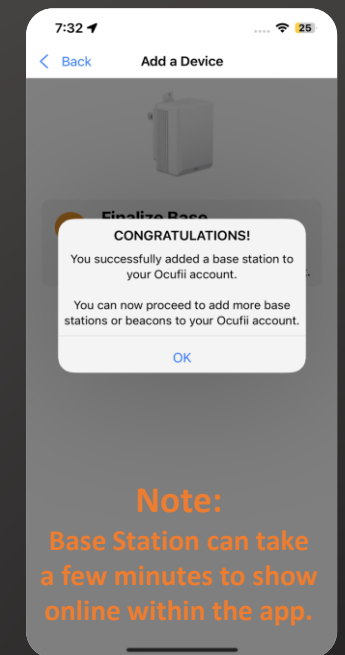 7:32
25
Back
Add a Device
Finalize Base
CONGRATULATIONS!
You successfully added a base station to
your Ocufii account.
You can now proceed to add more base
stations or beacons to your Ocufii account.
OK
Note:
Base Station can take
a few minutes to show
online within the app.